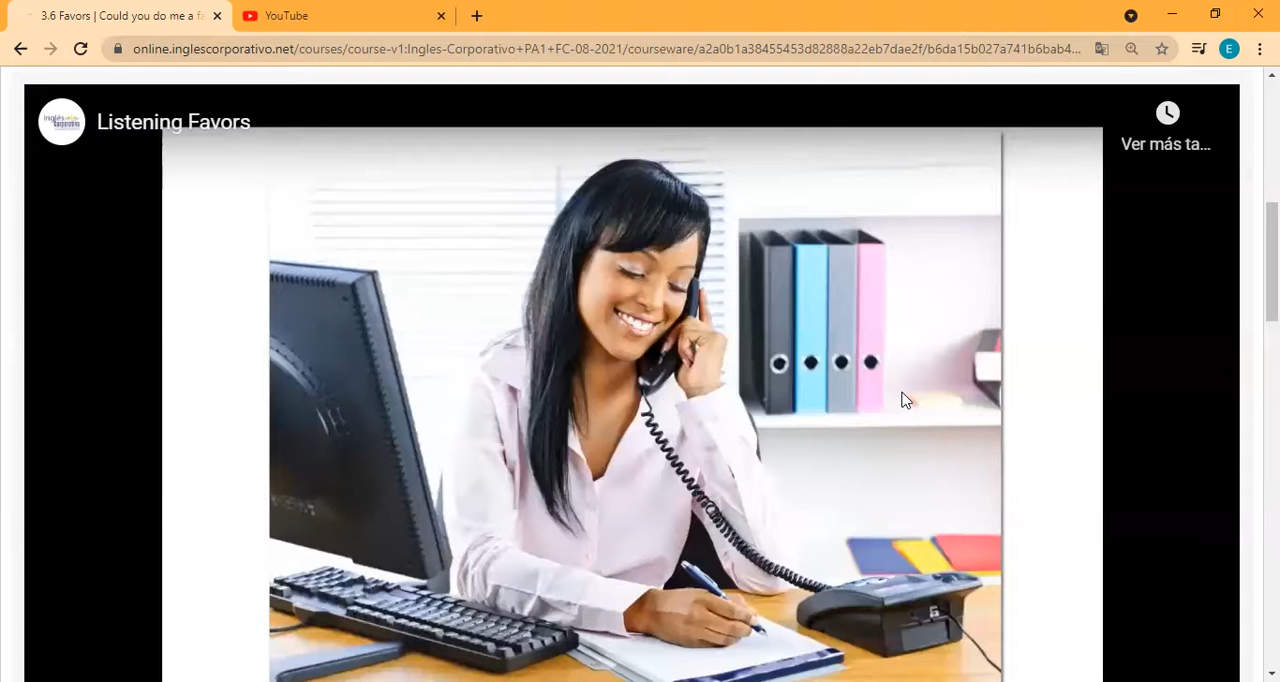 3.6 Favors | Could you do me a fa
YouTube
online.inglescorporativo.net/courses/course-v1:Ingles-Corporativo+PA1+FC-08-2021/courseware/a2a0b1a38455453d82888a22eb7dae2f/b6da15b027a741b6bab4...
E
Listening Favors
Ver más ta...